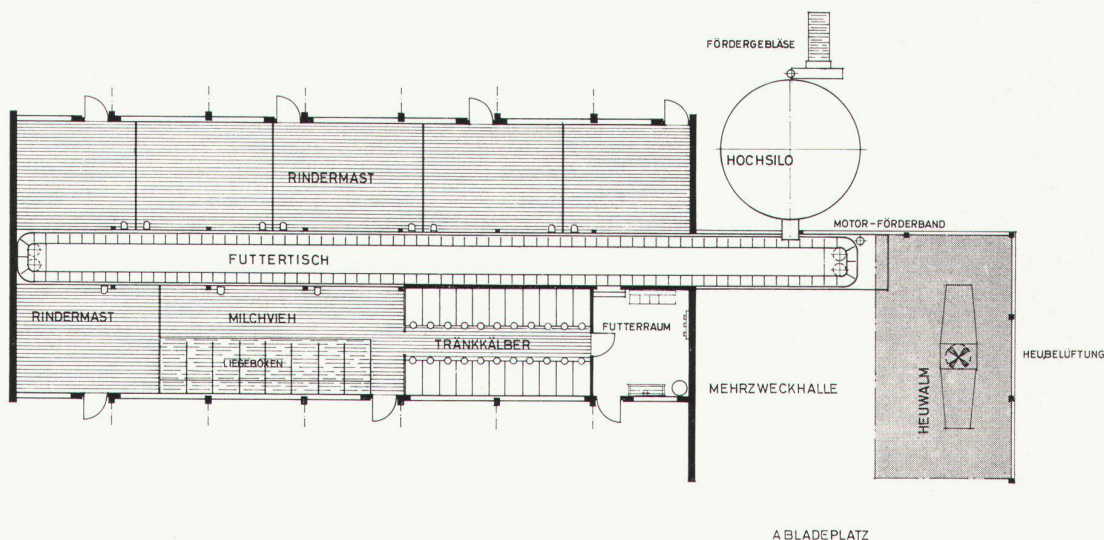 FÖRDERGEBLÄSE
HOCHSILO
RINDERMAST
MOTOR-FÖRDERBAND
FUTTERTISCH
RINDERMAST
MILCHVIEH
FUTTERRAUM
TRÄNKKÄLBER
HEUBELÜFTUNG
LIEGEBOXEN
MEHRZWECKHALLE
HEUWALM
ABLADEPLATZ